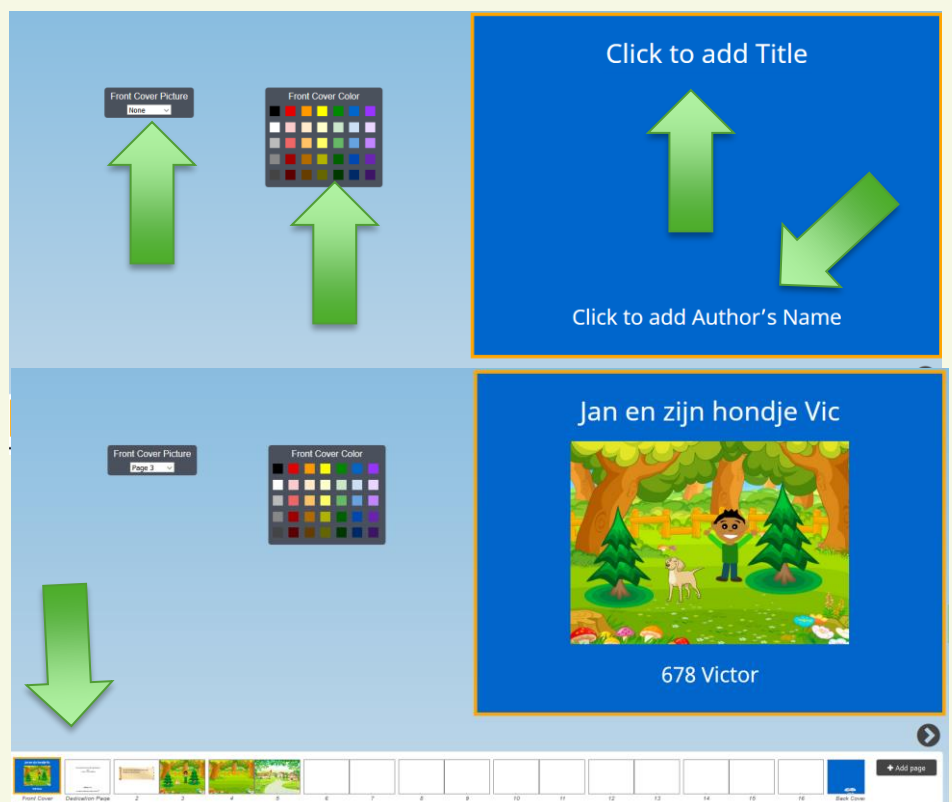 Click to add Title
Front Cover Picture
None
Front Cover Color
Click to add Author's Name
Jan en zijn hondje Vic
Front Cover Picture
Page 3
Front Cover Color
678 Victor
+ Add page
Front Cover Dedication Page 2 3 4 5 6 7 8 9 10 11 12 13 14 15 16 Back Cover